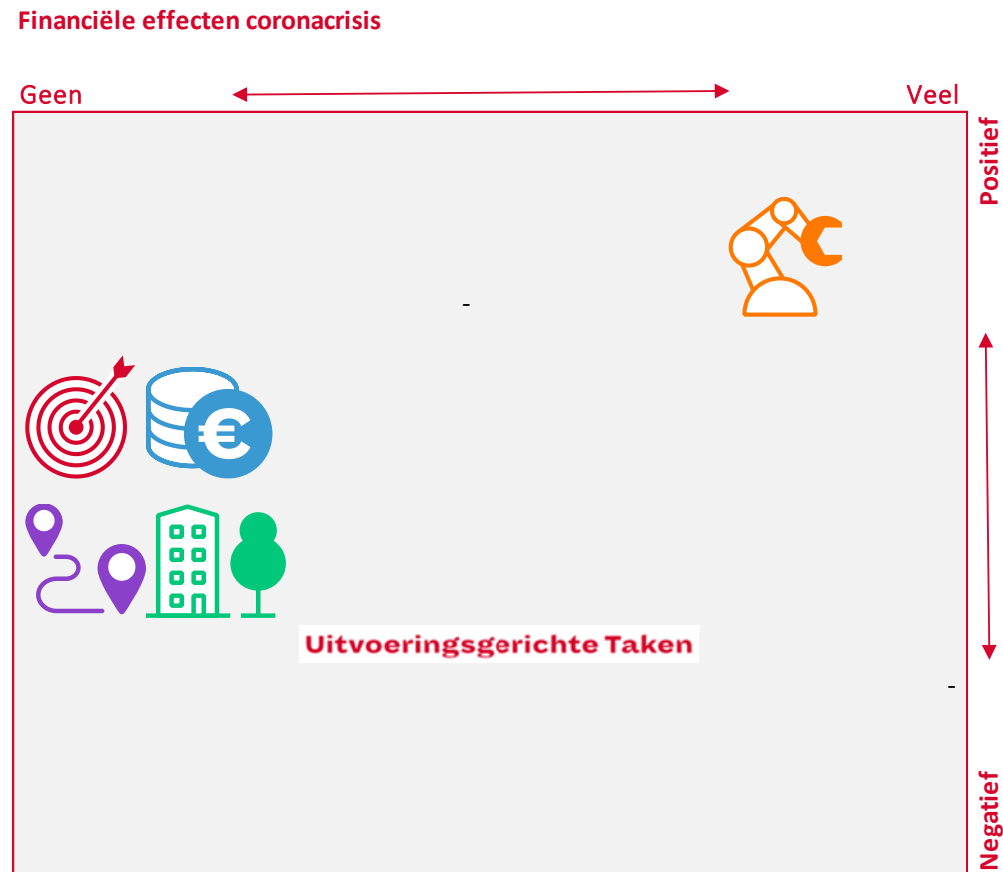 Financiële effecten coronacrisis
Geen
Veel
Positief
-
€
Uitvoeringsgerichte Taken
-
Negatief